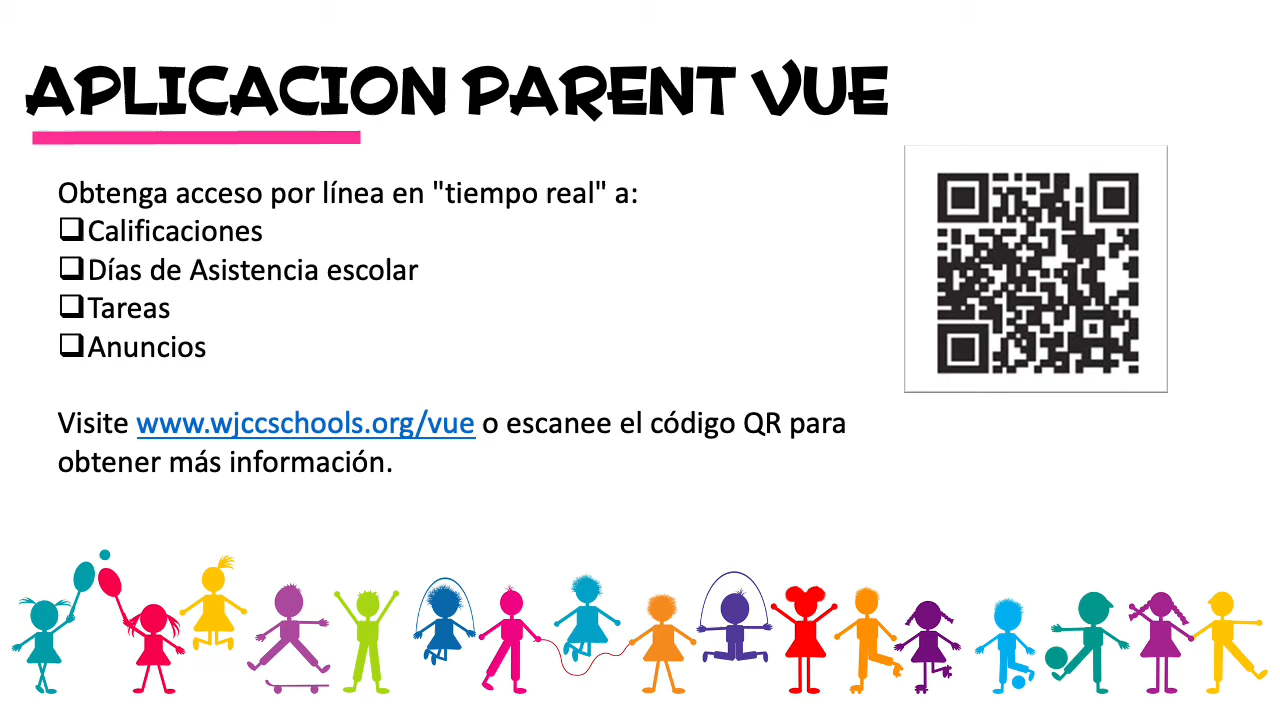 APLICACION PARENT VUE
Obtenga acceso por línea en "tiempo real" a:
❑Calificaciones
❑Días de Asistencia escolar
❑Tareas
❑Anuncios
Visite www.wjccschools.org/vue o escanee el código QR para
obtener más información.